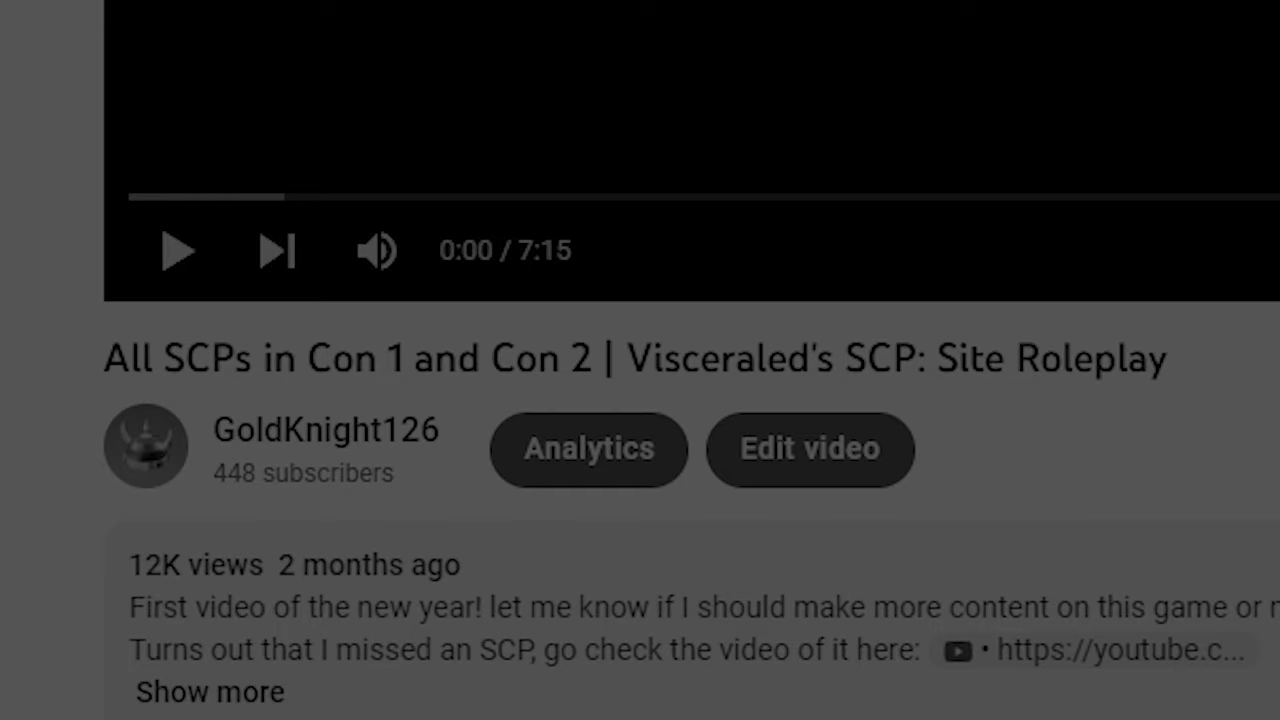 0:00 / 7:15
All SCPs in Con 1 and Con 2 | Visceraled's SCP: Site Roleplay
GoldKnight126
448 subscribers
Analytics
Edit video
12K views 2 months ago
First video of the new year! let me know if I should make more content on this game or
Turns out that I missed an SCP, go check the video of it here: • https://youtube.c...
Show more